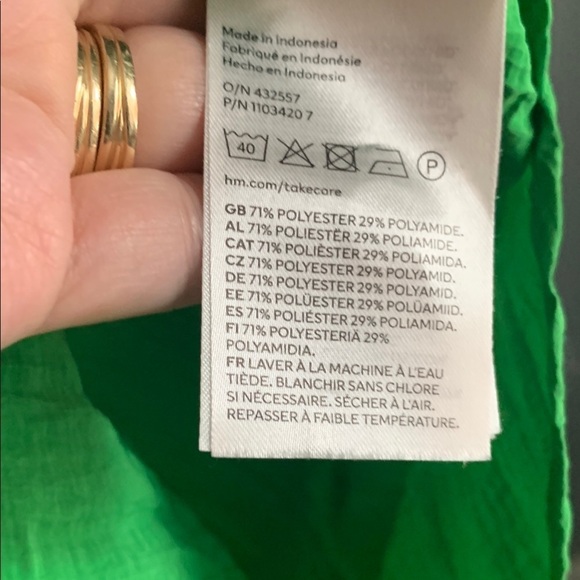 Made in Indonesia
Fabriqué en Indonésie
Hecho en Indonesia
O/N 432557
P/N 1103420 7
40
P
hm.com/takecare
GB 71% POLYESTER 29% POLYAMIDE.
AL 71% POLIESTËR 29% POLIAMIDE.
CAT 71% POLIÈSTER 29% POLIAMIDA.
CZ 71% POLYESTER 29% POLYAMID.
DE 71% POLYESTER 29% POLYAMID.
EE 71% POLÜESTER 29% POLÜAMIID.
ES 71% POLIÉSTER 29% POLIAMIDA.
FI 71% POLYESTERIÄ 29%
POLYAMIDIA.
FR LAVER À LA MACHINE À L'EAU
TIÈDE. BLANCHIR SANS CHLORE
SI NÉCESSAIRE. SÉCHER À L'AIR.
REPASSER À FAIBLE TEMPÉRATURE.